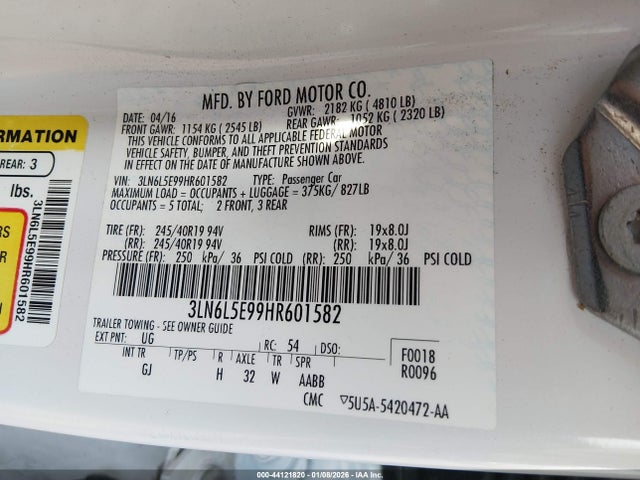 MFD. BY FORD MOTOR CO.
DATE: 04/16 GVWR: 2182 KG ( 4810 LB)
FRONT GAWR: 1154 KG ( 2545 LB) REAR GAWR: 1052 KG ( 2320 LB)
THIS VEHICLE CONFORMS TO ALL APPLICABLE FEDERAL MOTOR
VEHICLE SAFETY, BUMPER, AND THEFT PREVENTION STANDARDS
IN EFFECT ON THE DATE OF MANUFACTURE SHOWN ABOVE.
VIN: 3LN6L5E99HR601582 TYPE: Passenger Car
MAXIMUM LOAD = OCCUPANTS + LUGGAGE = 375KG/ 827LB
OCCUPANTS = 5 TOTAL; 2 FRONT, 3 REAR
TIRE (FR): 245/40R19 94V RIMS (FR): 19x8.0J
(RR): 245/40R19 94V (RR): 19x8.0J
PRESSURE (FR): 250 kPa/ 36 PSI COLD (RR) 250 kPa/ 36 PSI COLD
3LN6L5E99HR601582
TRAILER TOWING - SEE OWNER GUIDE
EXT PNT: UG RC: 54 DSO: F0018
INT TR TP/PS R AXLE TR SPR R0096
GJ H 32 W AABB
CMC ▽5U5A-5420472-AA
FORMATION
REAR: 3
lbs.
3LN6L5E99HR601582
000-44121820 - 01/08/2026 - IAAI